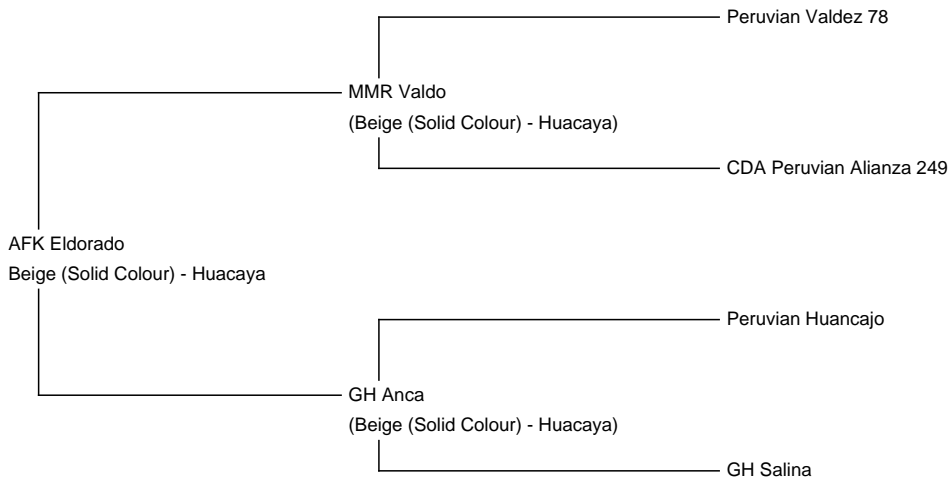 Peruvian Valdez 78
MMR Valdo
(Beige (Solid Colour) - Huacaya)
CDA Peruvian Alianza 249
AFK Eldorado
Beige (Solid Colour) - Huacaya
Peruvian Huancajo
GH Anca
(Beige (Solid Colour) - Huacaya)
GH Salina